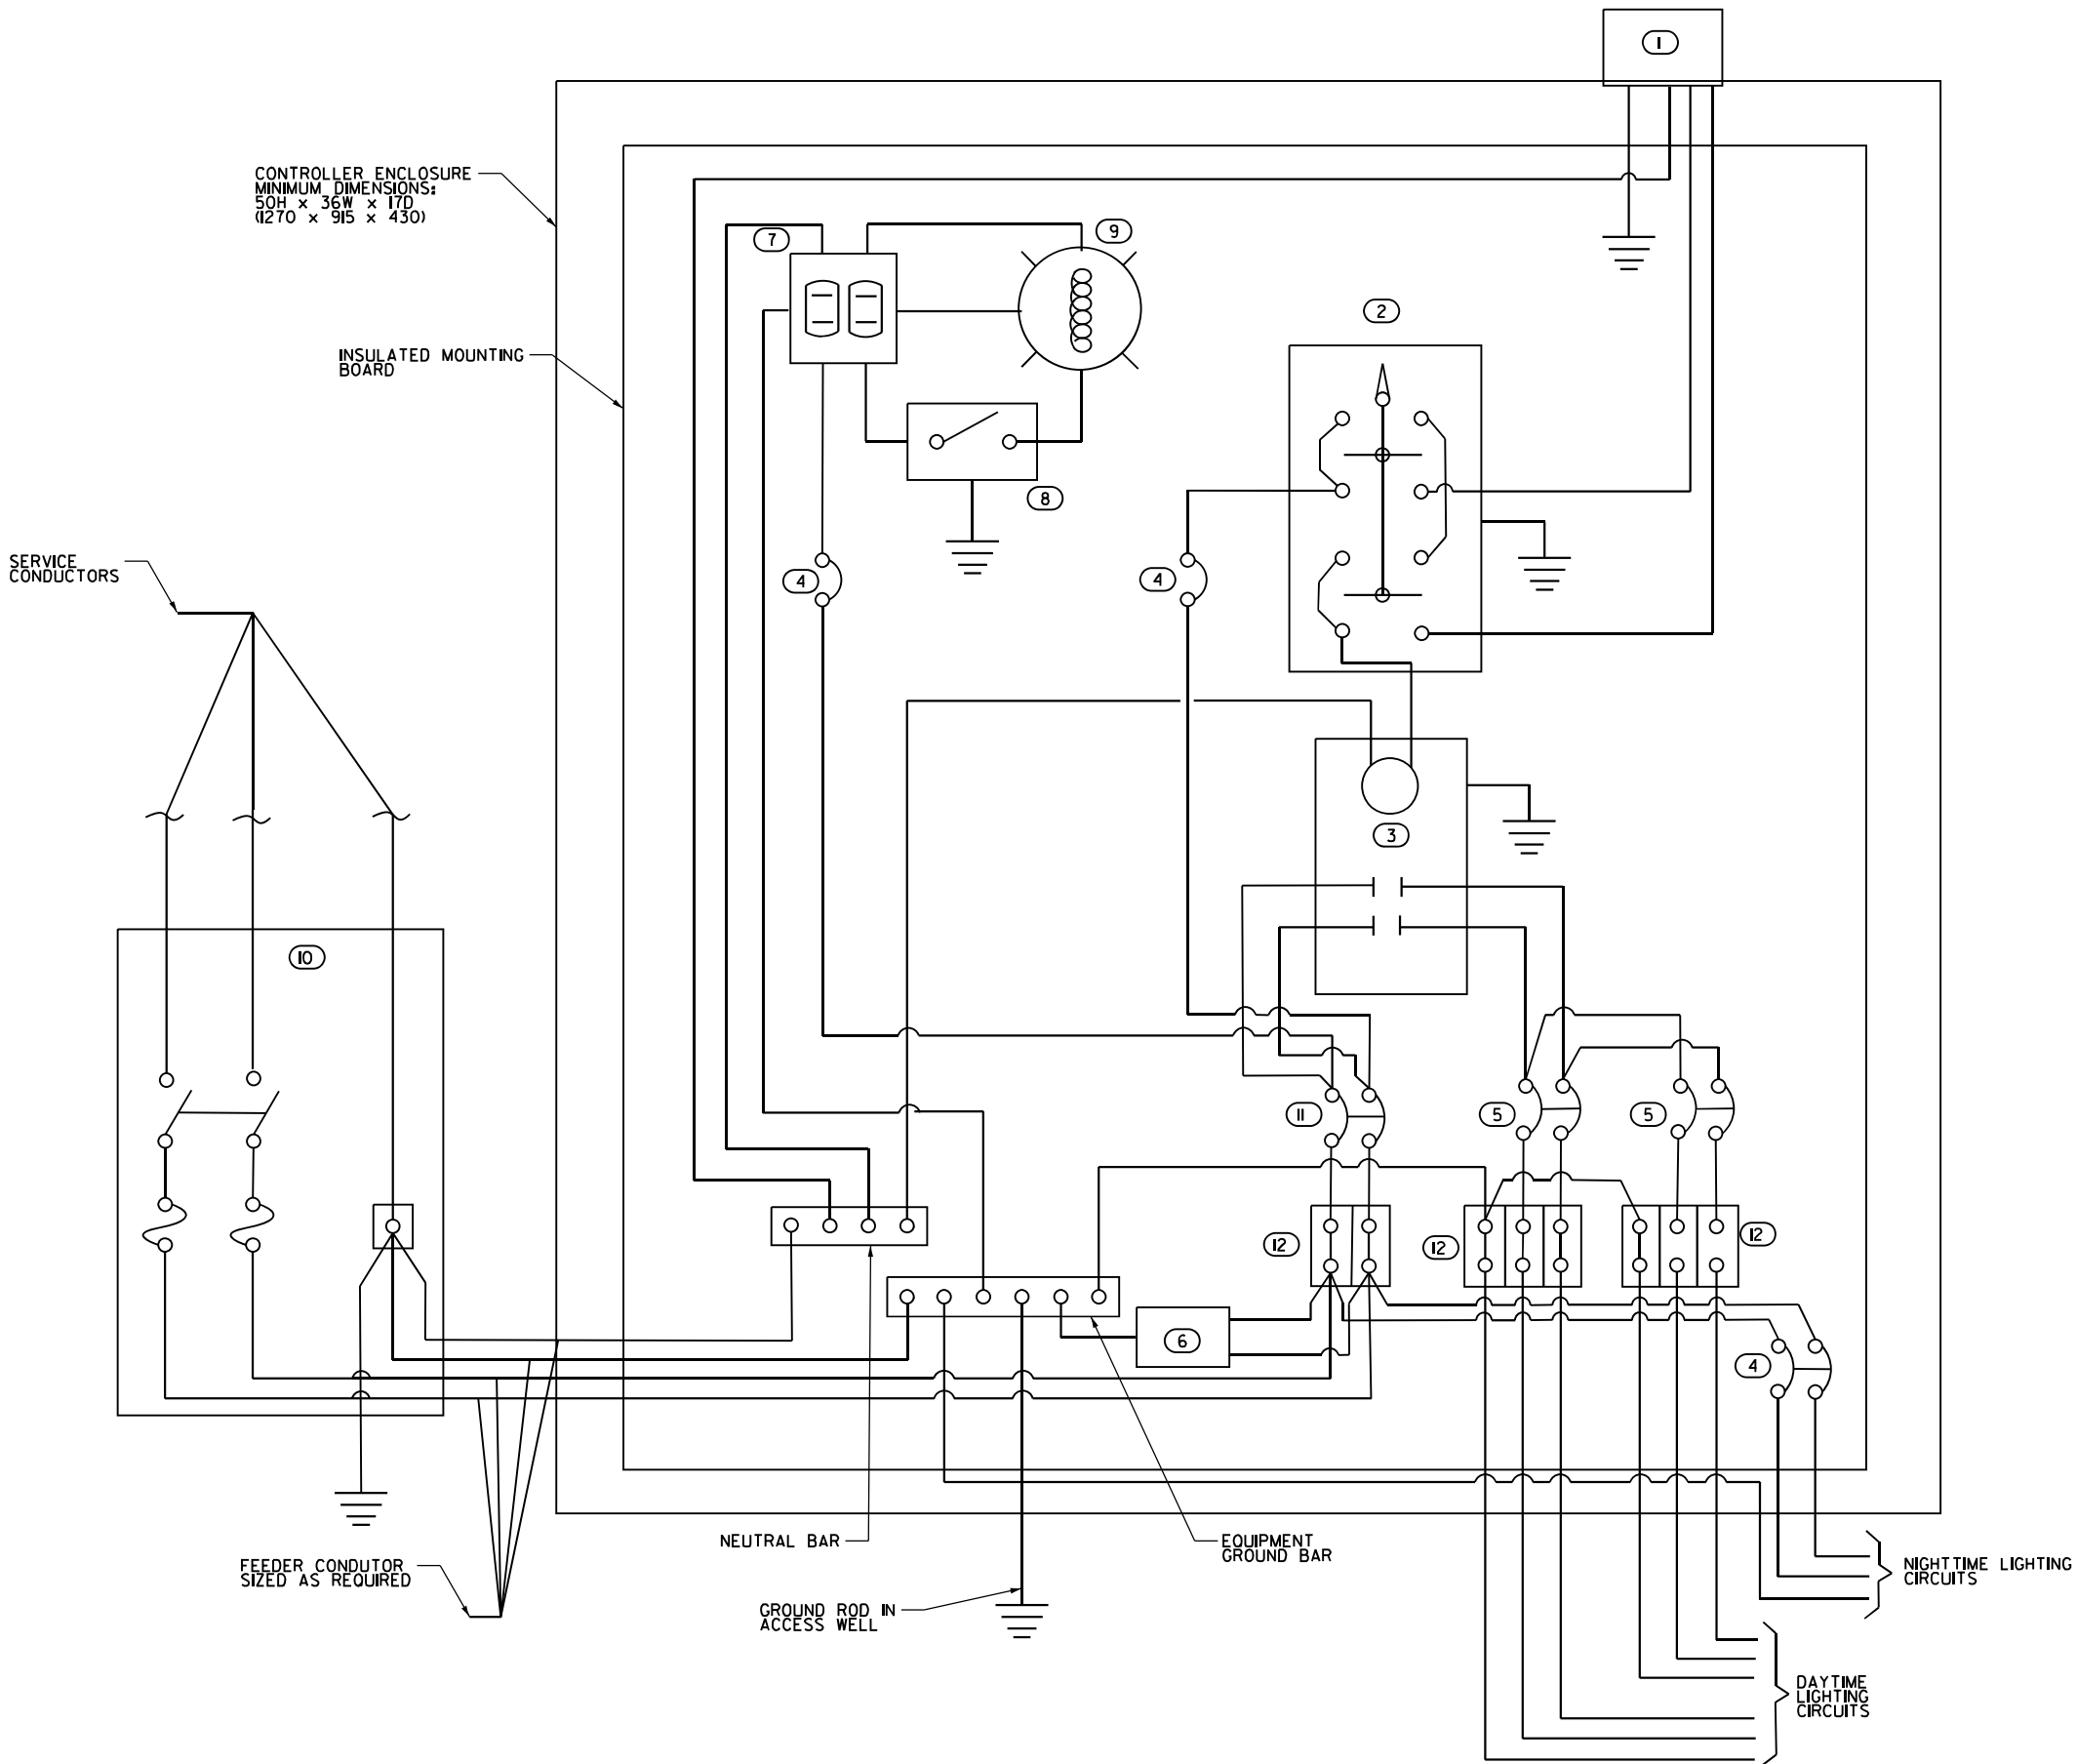 1
CONTROLLER ENCLOSURE
MINIMUM DIMENSIONS:
50H x 36W x 17D
(1270 x 915 x 430)
7
9
2
INSULATED MOUNTING
BOARD
8
SERVICE
CONDUCTORS
4
4
3
10
11
5
5
12
12
12
6
4
NEUTRAL BAR
EQUIPMENT
GROUND BAR
FEEDER CONDUTOR
SIZED AS REQUIRED
GROUND ROD IN
ACCESS WELL
NIGHTTIME LIGHTING
CIRCUITS
DAYTIME
LIGHTING
CIRCUITS